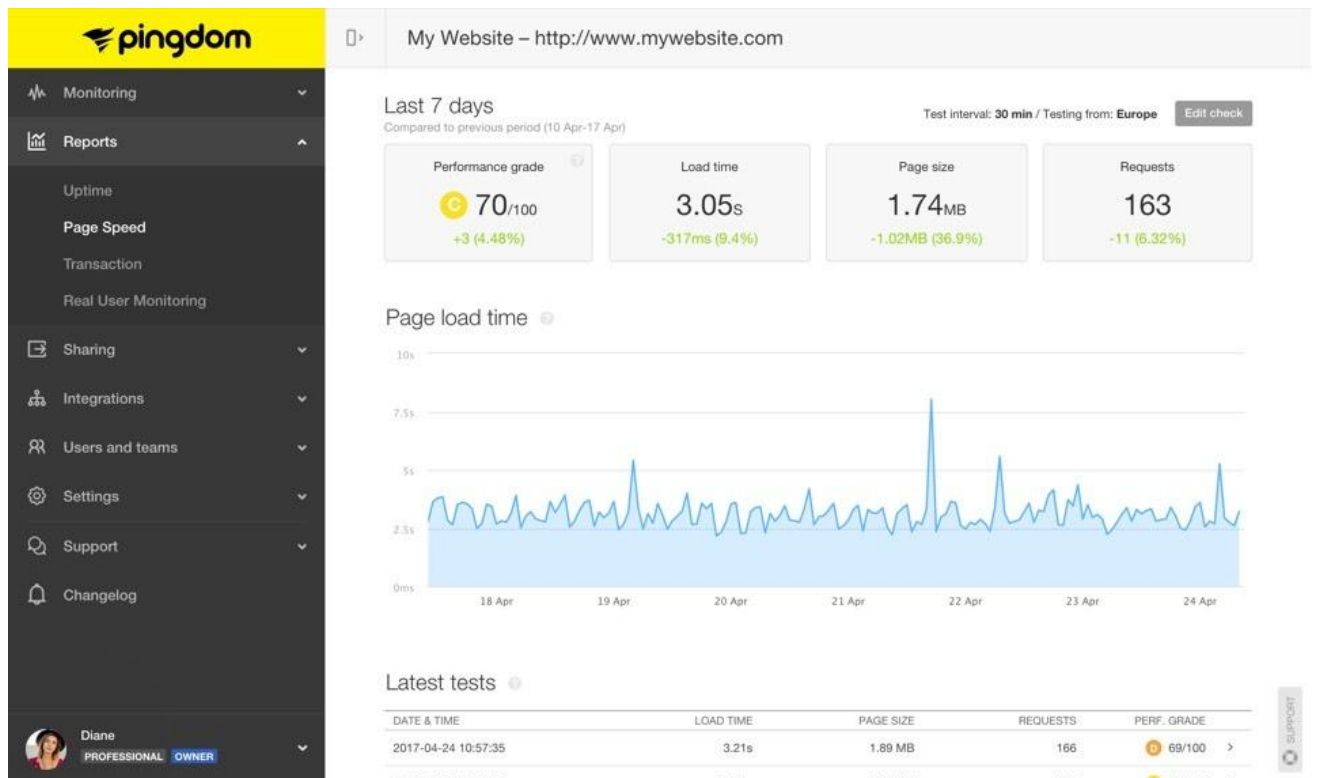 pingdom
My Website – http://www.mywebsite.com
Monitoring
Reports
Uptime
Page Speed
Transaction
Real User Monitoring
Sharing
Integrations
Users and teams
Settings
Support
Changelog
Diane
PROFESSIONAL OWNER
Last 7 days
Compared to previous period (10 Apr-17 Apr)
Test interval: 30 min / Testing from: Europe
Edit check
Performance grade
C 70/100
+3 (4.48%)
Load time
3.05s
-317ms (9.4%)
Page size
1.74MB
-1.02MB (36.9%)
Requests
163
-11 (6.32%)
Page load time
10s
7.5s
5s
2.5s
0ms
18 Apr 19 Apr 20 Apr 21 Apr 22 Apr 23 Apr 24 Apr
Latest tests
DATE & TIME LOAD TIME PAGE SIZE REQUESTS PERF. GRADE
2017-04-24 10:57:35 3.21s 1.89 MB 166 D 69/100
SUPPORT